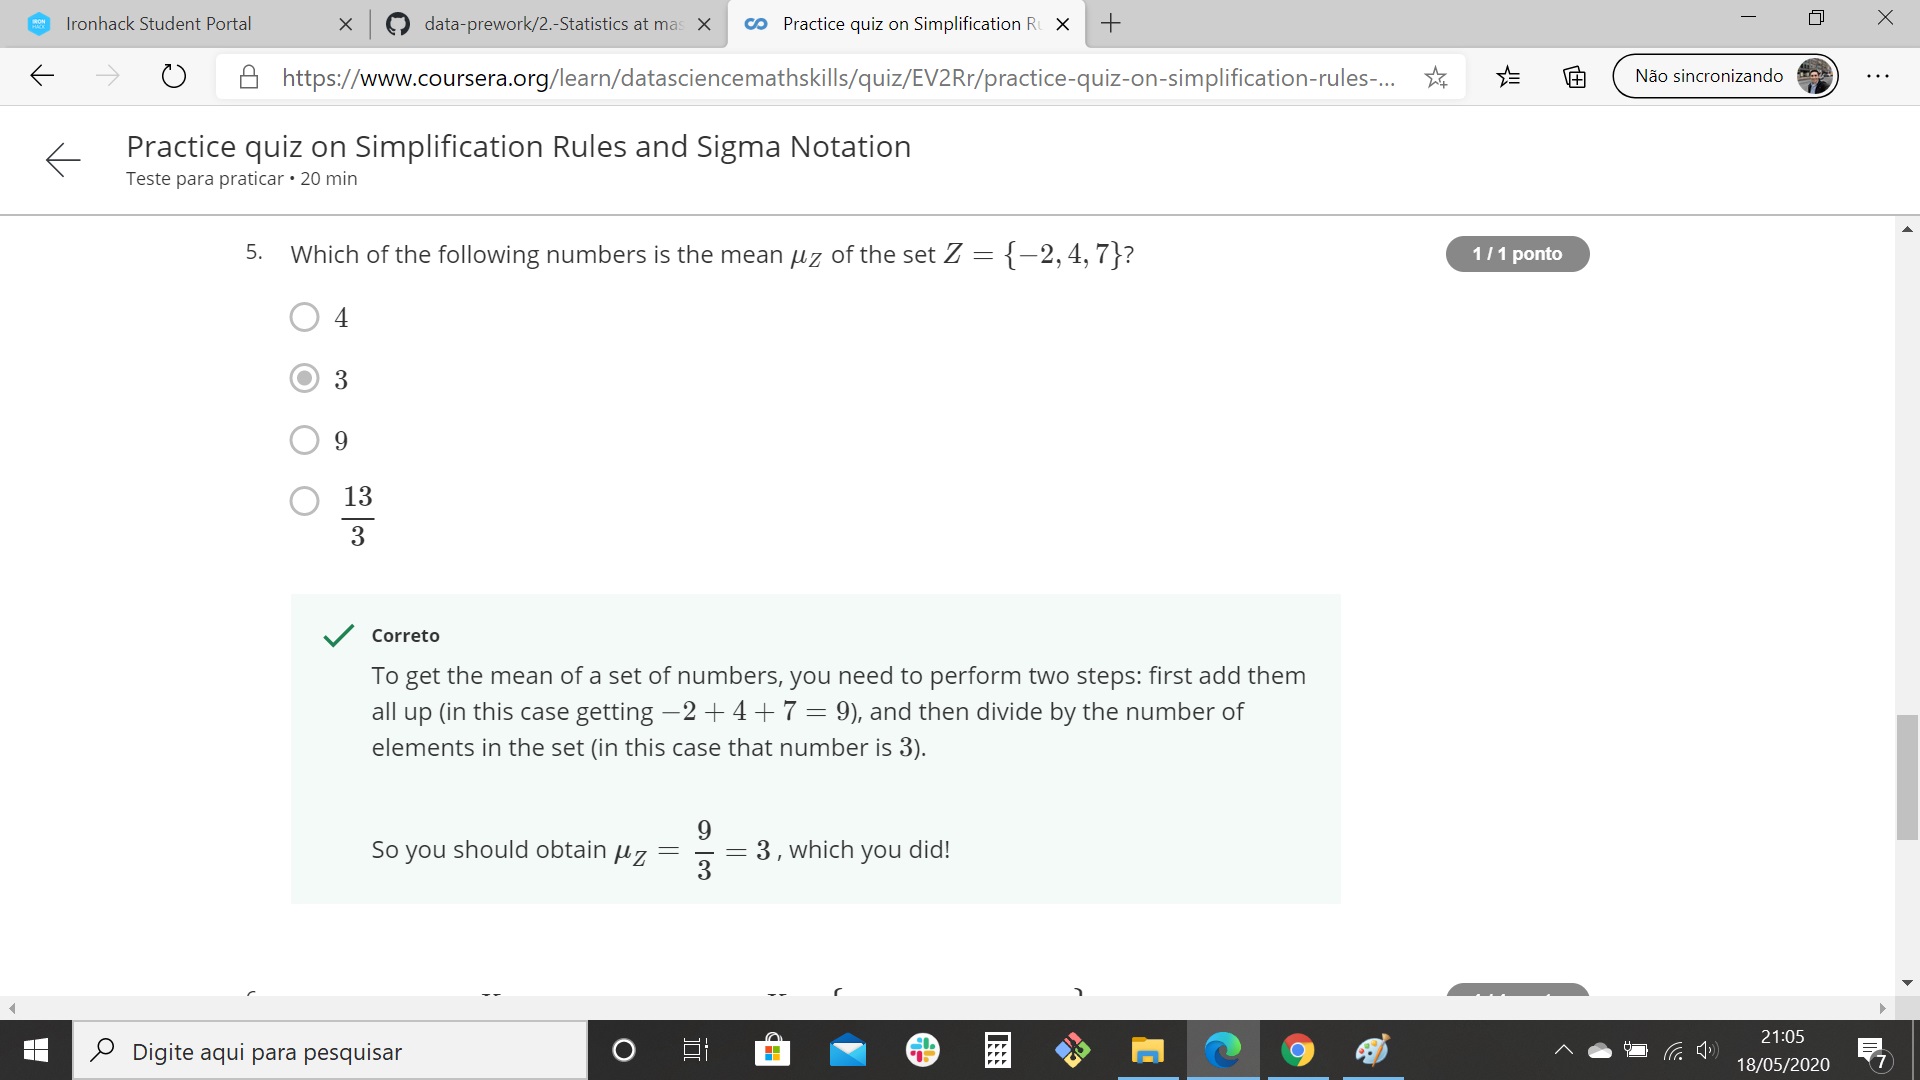 Ironhack Student Portal
data-prework/2.-Statistics at mas
Practice quiz on Simplification Ru
https://www.coursera.org/learn/datasciencemathskills/quiz/EV2Rr/practice-quiz-on-simplification-rules-...
Não sincronizando
Practice quiz on Simplification Rules and Sigma Notation
Teste para praticar • 20 min
5. Which of the following numbers is the mean μ_Z of the set Z = {−2, 4, 7}?
1 / 1 ponto
4
3
9
13/3
Correto
To get the mean of a set of numbers, you need to perform two steps: first add them
all up (in this case getting −2 + 4 + 7 = 9), and then divide by the number of
elements in the set (in this case that number is 3).
So you should obtain μ_Z = 9/3 = 3 , which you did!
Digite aqui para pesquisar
21:05
18/05/2020
7